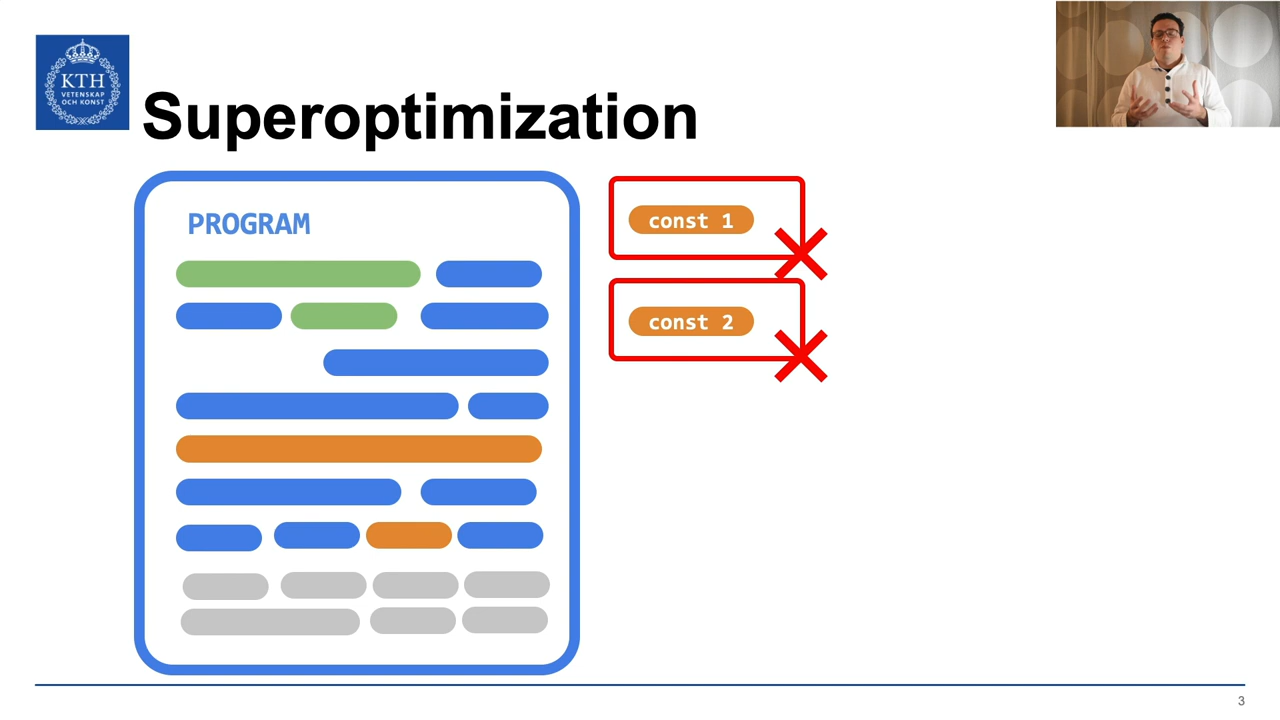 KTH
VETENSKAP
OCH KONST
Superoptimization
PROGRAM
const 1
const 2
3